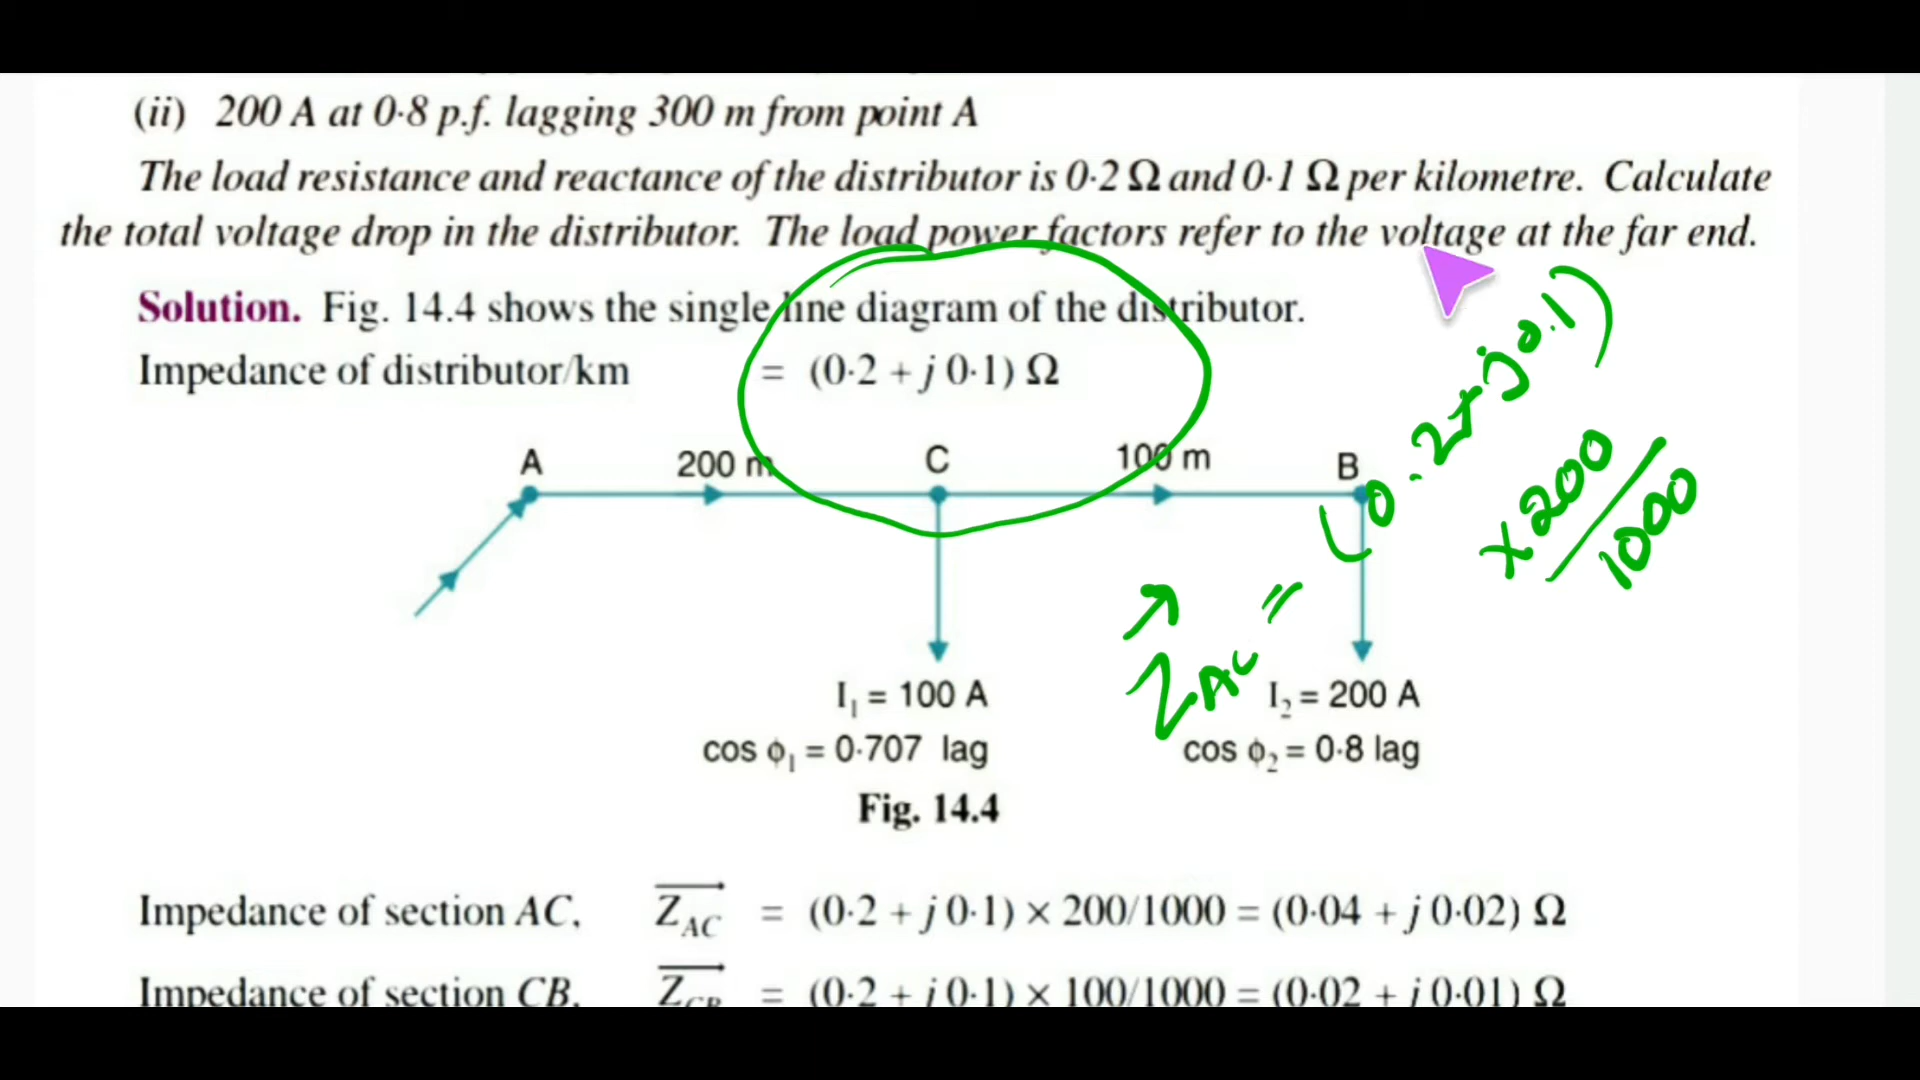 (ii) 200 A at 0·8 p.f. lagging 300 m from point A
The load resistance and reactance of the distributor is 0·2 Ω and 0·1 Ω per kilometre. Calculate
the total voltage drop in the distributor. The load power factors refer to the voltage at the far end.
Solution. Fig. 14.4 shows the single line diagram of the distributor.
Impedance of distributor/km = (0·2 + j 0·1) Ω
A 200 m C 100 m B
Z_AC = (0.2+j0.1)
×200/1000
I₁ = 100 A I₂ = 200 A
cos ϕ₁ = 0·707 lag cos ϕ₂ = 0·8 lag
Fig. 14.4
Impedance of section AC, Z_AC = (0·2 + j 0·1) × 200/1000 = (0·04 + j 0·02) Ω
Impedance of section CB, Z_CB = (0·2 + j 0·1) × 100/1000 = (0·02 + j 0·01) Ω